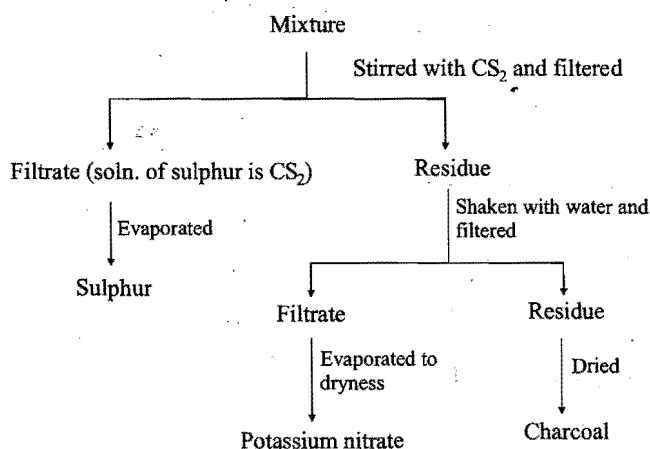 Mixture
Stirred with CS₂ and filtered
Filtrate (soln. of sulphur is CS₂)
Residue
Evaporated
Shaken with water and
filtered
Sulphur
Filtrate
Residue
Evaporated to
dryness
Dried
Potassium nitrate
Charcoal